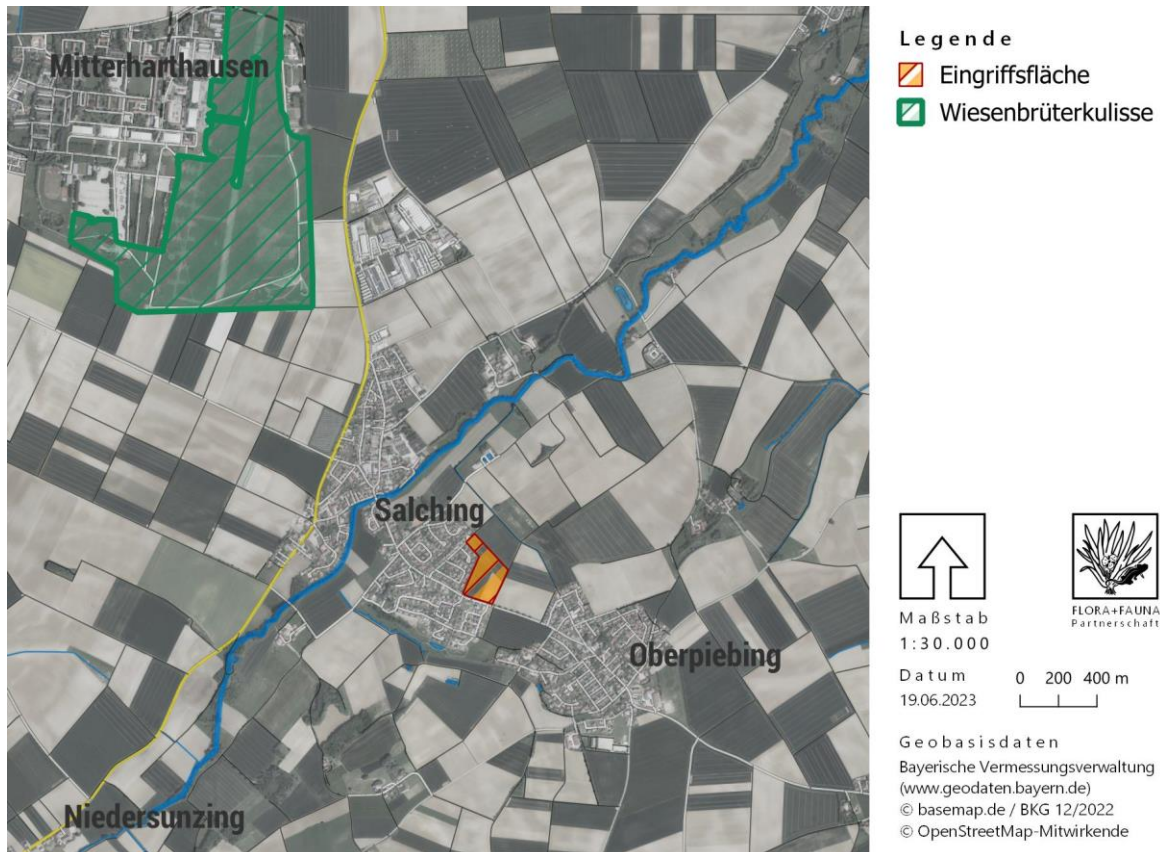 Mitterharthausen
Salching
Oberpiebing
Niedersunzing
Legende
Eingriffsfläche
Wiesenbrüterkulisse
Maßstab
1:30.000
Datum
19.06.2023
0 200 400 m
FLORA+FAUNA
Partnerschaft
Geobasisdaten
Bayerische Vermessungsverwaltung
(www.geodaten.bayern.de)
© basemap.de / BKG 12/2022
© OpenStreetMap-Mitwirkende